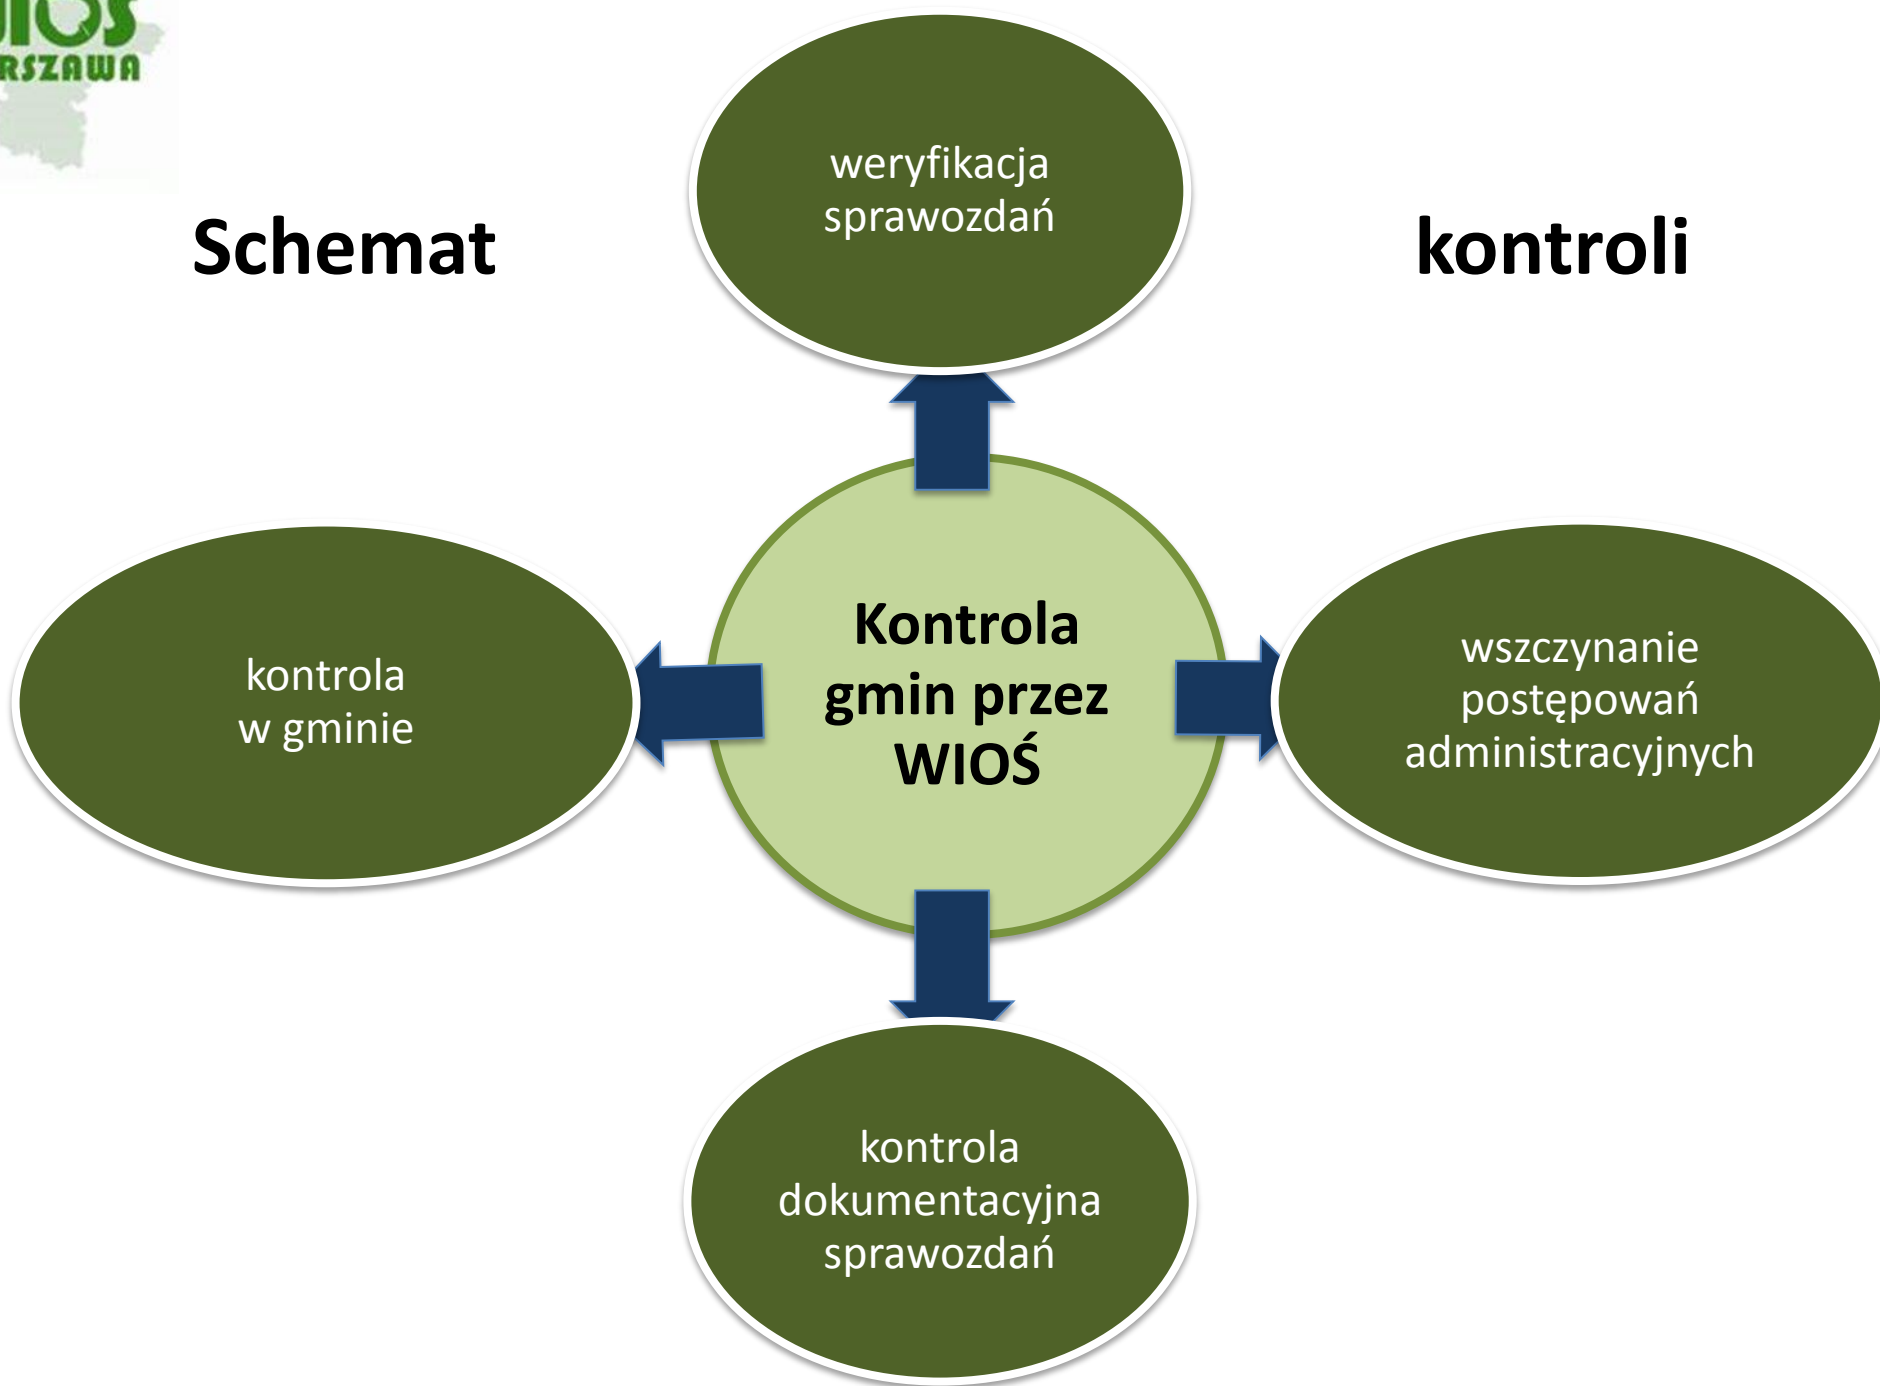 Schemat kontroli
weryfikacja
sprawozdań
kontrola
w gminie
Kontrola
gmin przez
WIOŚ
wszczynanie
postępowań
administracyjnych
kontrola
dokumentacyjna
sprawozdań